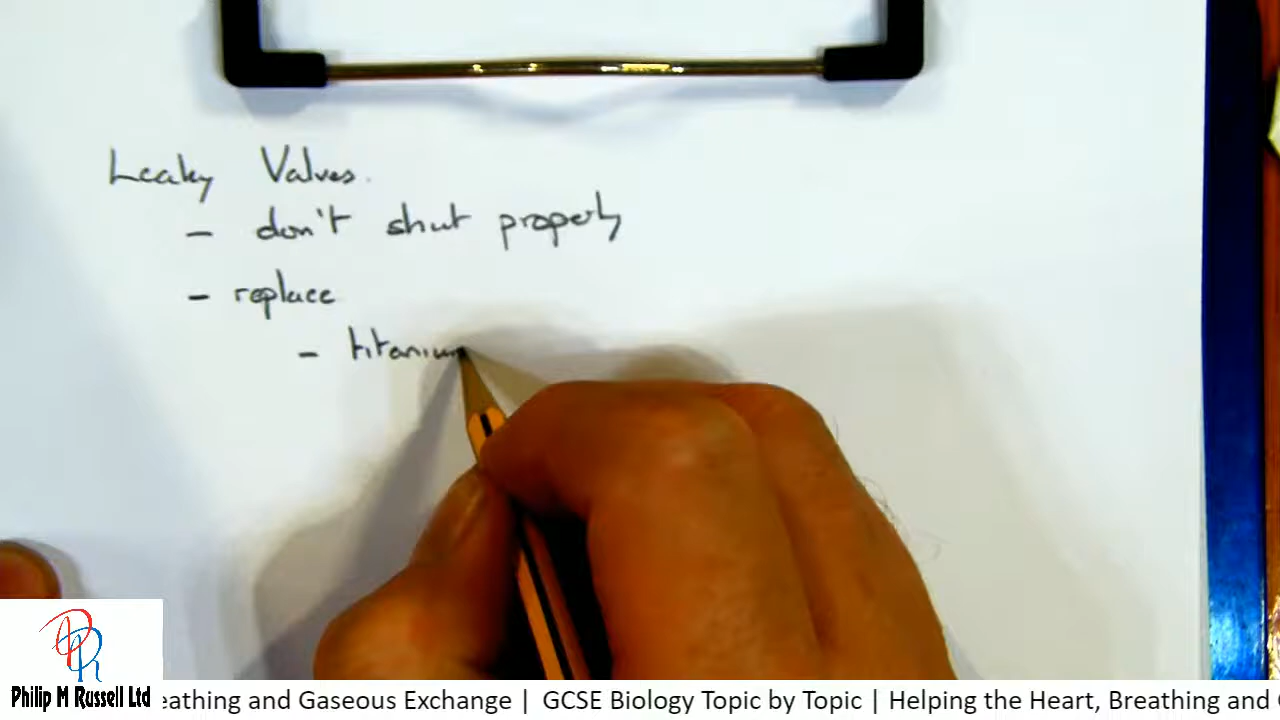 Leaky Valves.
- don't shut properly
- replace
- titanium
Philip M Russell Ltd
eathing and Gaseous Exchange | GCSE Biology Topic by Topic | Helping the Heart, Breathing and